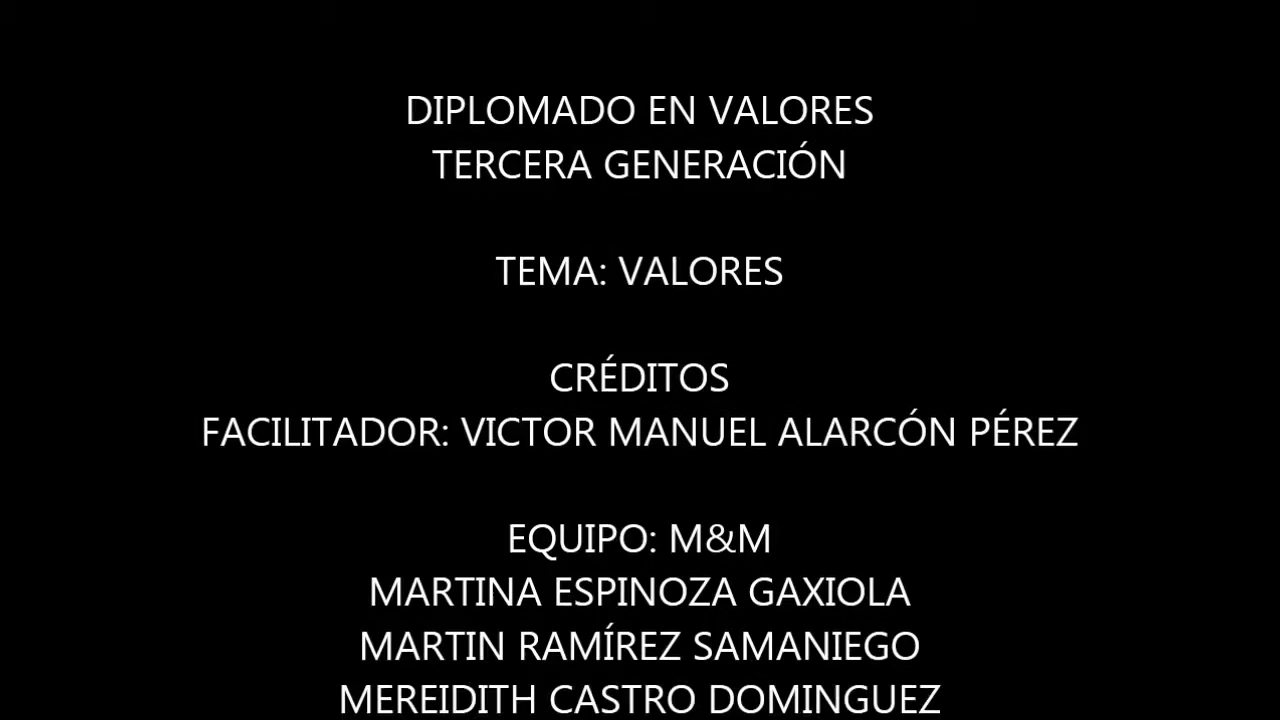 DIPLOMADO EN VALORES
TERCERA GENERACIÓN
TEMA: VALORES
CRÉDITOS
FACILITADOR: VICTOR MANUEL ALARCÓN PÉREZ
EQUIPO: M&M
MARTINA ESPINOZA GAXIOLA
MARTIN RAMÍREZ SAMANIEGO
MEREIDITH CASTRO DOMINGUEZ